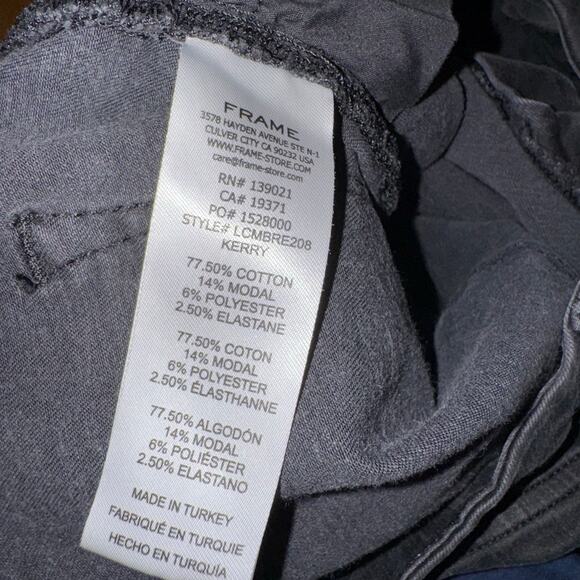 FRAME
3578 HAYDEN AVENUE STE N-1
CULVER CITY CA 90232 USA
WWW.FRAME-STORE.COM
care@frame-store.com
RN# 139021
CA# 19371
PO# 1528000
STYLE# LCMBRE208
KERRY
77.50% COTTON
14% MODAL
6% POLYESTER
2.50% ELASTANE
77.50% COTON
14% MODAL
6% POLYESTER
2.50% ÉLASTHANNE
77.50% ALGODÓN
14% MODAL
6% POLIÉSTER
2.50% ELASTANO
MADE IN TURKEY
FABRIQUÉ EN TURQUIE
HECHO EN TURQUÍA